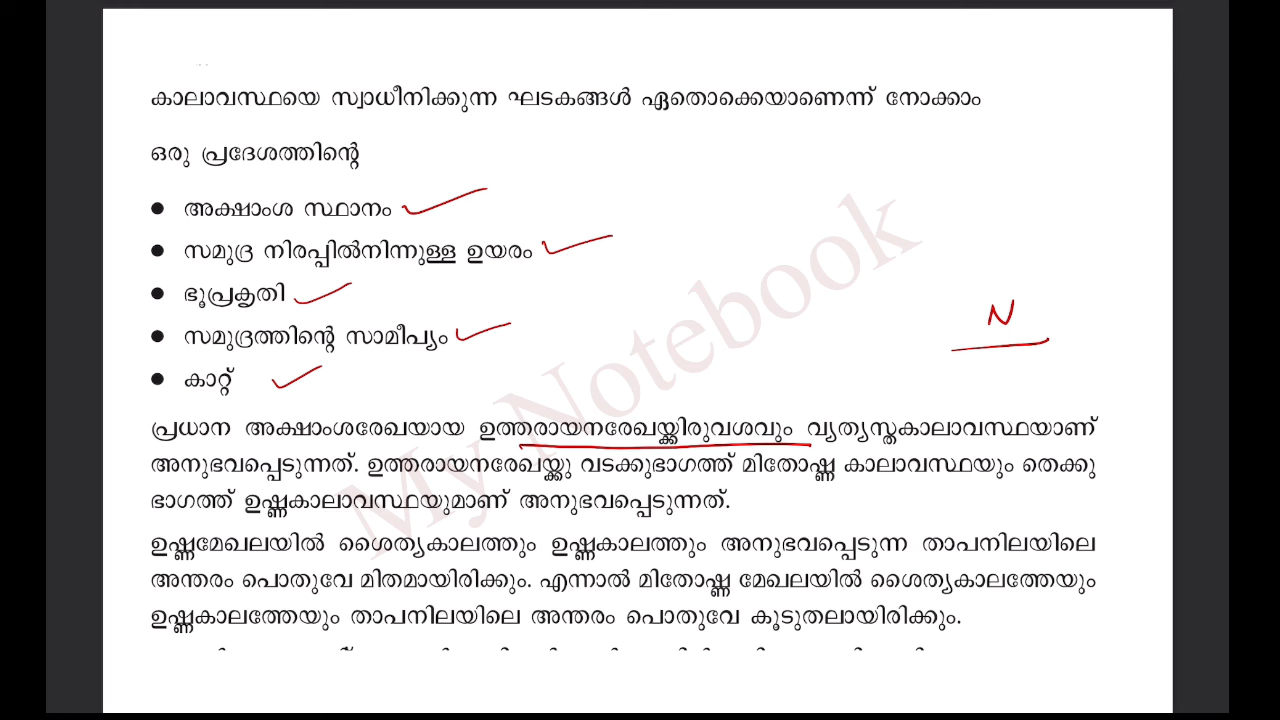 കാലാവസ്ഥയെ സ്വാധീനിക്കുന്ന ഘടകങ്ങൾ ഏതൊക്കെയാണെന്ന് നോക്കാം
ഒരു പ്രദേശത്തിന്റെ
● അക്ഷാംശ സ്ഥാനം
● സമുദ്ര നിരപ്പിൽനിന്നുള്ള ഉയരം
● ഭൂപ്രകൃതി
● സമുദ്രത്തിന്റെ സാമീപ്യം
● കാറ്റ്
N
പ്രധാന അക്ഷാംശരേഖയായ ഉത്തരായനരേഖയ്ക്കിരുവശവും വ്യത്യസ്തകാലാവസ്ഥയാണ്
അനുഭവപ്പെടുന്നത്. ഉത്തരായനരേഖയ്ക്കു വടക്കുഭാഗത്ത് മിതോഷ്ണ കാലാവസ്ഥയും തെക്കു
ഭാഗത്ത് ഉഷ്ണകാലാവസ്ഥയുമാണ് അനുഭവപ്പെടുന്നത്.
ഉഷ്ണമേഖലയിൽ ശൈത്യകാലത്തും ഉഷ്ണകാലത്തും അനുഭവപ്പെടുന്ന താപനിലയിലെ
അന്തരം പൊതുവേ മിതമായിരിക്കും. എന്നാൽ മിതോഷ്ണ മേഖലയിൽ ശൈത്യകാലത്തേയും
ഉഷ്ണകാലത്തേയും താപനിലയിലെ അന്തരം പൊതുവേ കൂടുതലായിരിക്കും.
My Notebook